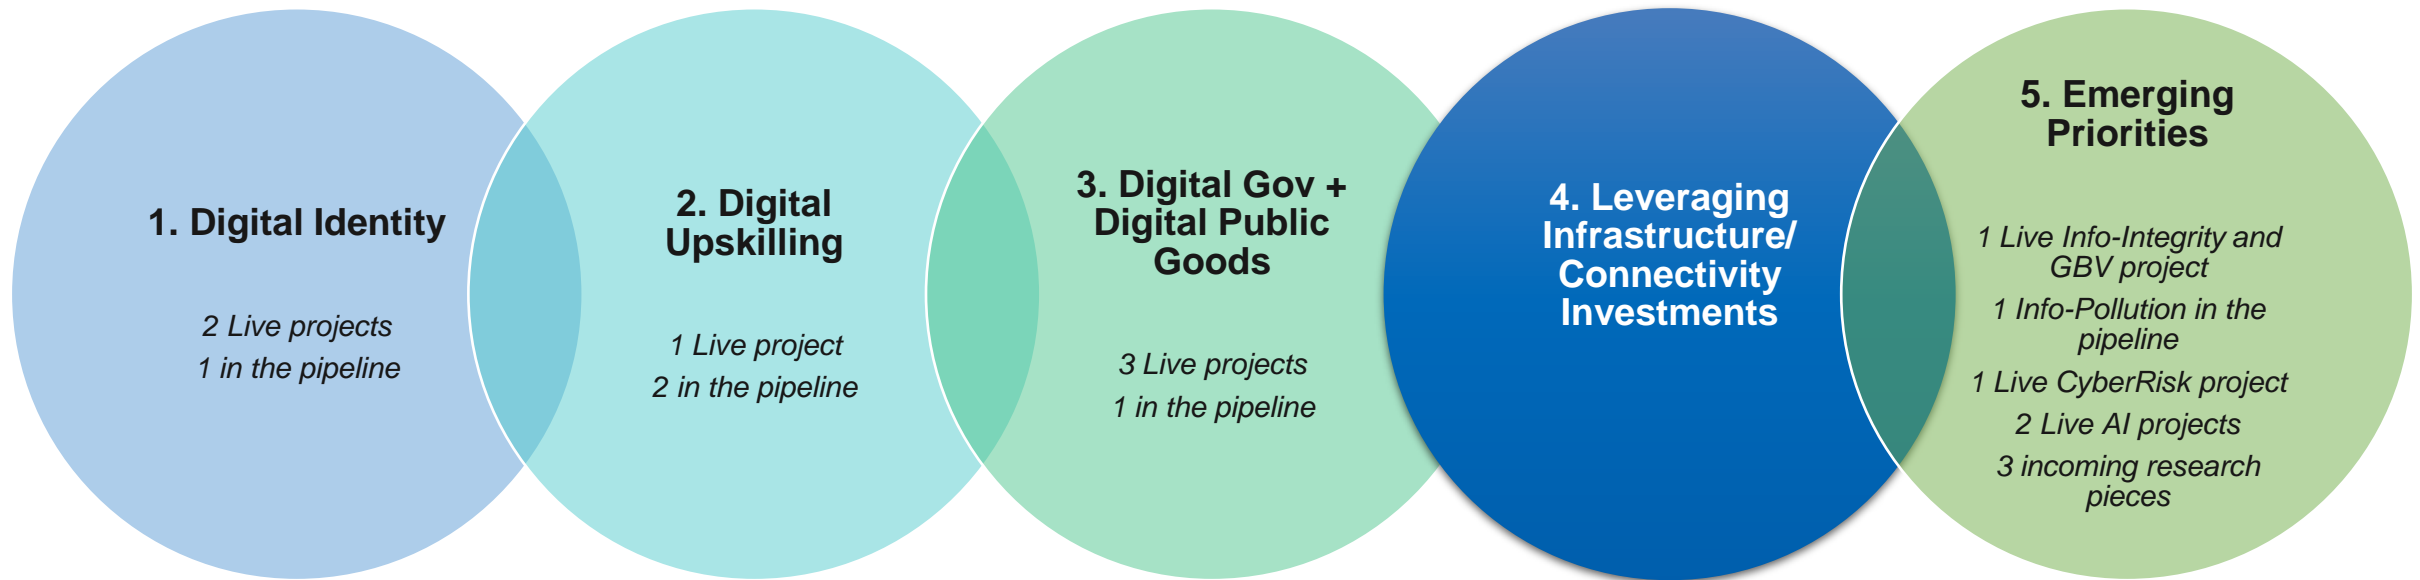 1. Digital Identity
2 Live projects
1 in the pipeline
2. Digital
Upskilling
1 Live project
2 in the pipeline
3. Digital Gov +
Digital Public
Goods
3 Live projects
1 in the pipeline
4. Leveraging
Infrastructure/
Connectivity
Investments
5. Emerging
Priorities
1 Live Info-Integrity and
GBV project
1 Info-Pollution in the
pipeline
1 Live CyberRisk project
2 Live AI projects
3 incoming research
pieces